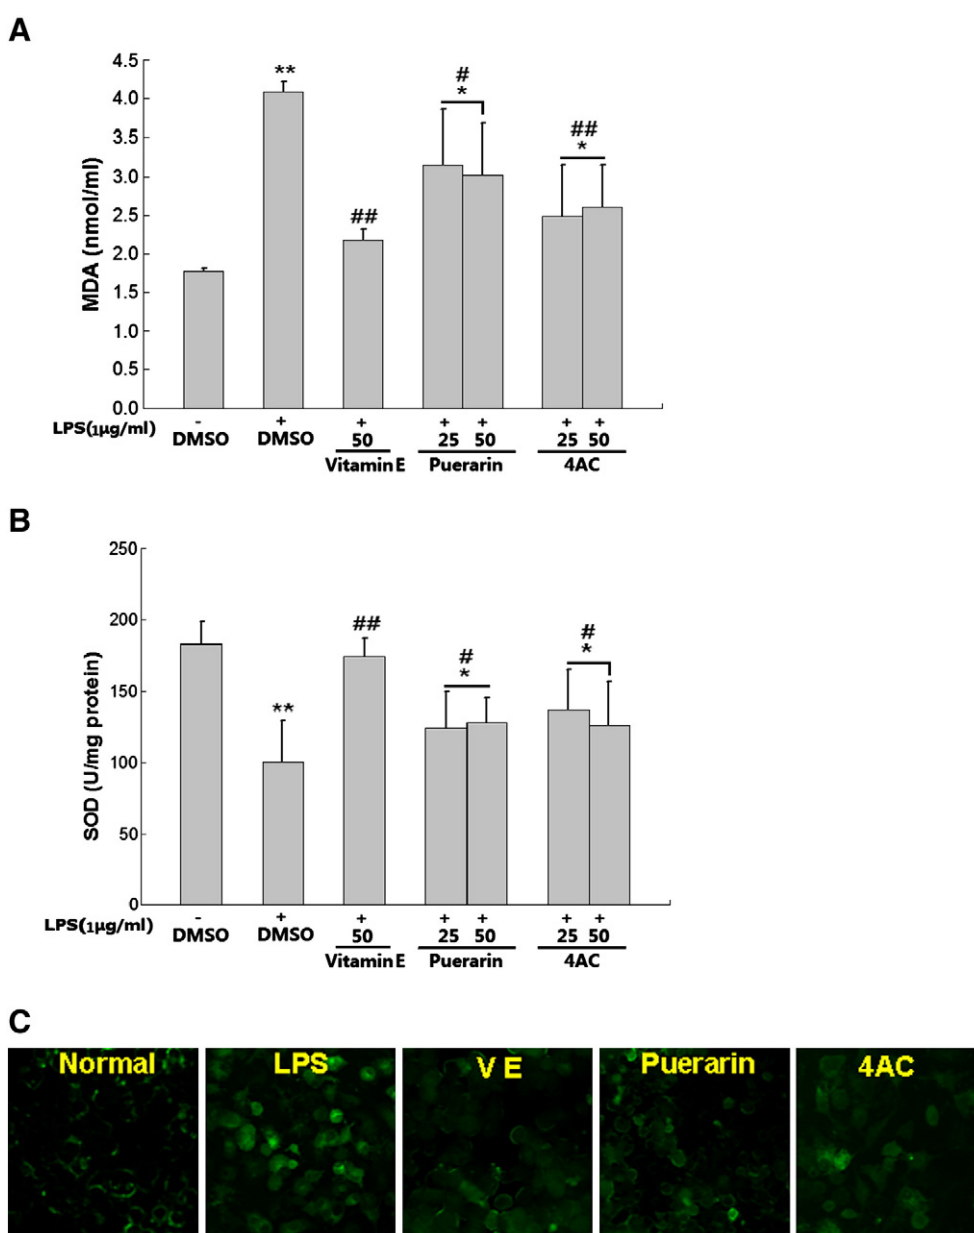 A
4.5
4.0
3.5
3.0
2.5
2.0
1.5
1.0
0.5
0.0
MDA (nmol/ml)
**
##
#
*
##
*
LPS(1μg/ml) - + + + + + +
DMSO DMSO 50 25 50 25 50
Vitamin E Puerarin 4AC
B
250
200
150
100
50
0
SOD (U/mg protein)
**
##
#
*
#
*
LPS(1μg/ml) - + + + + + +
DMSO DMSO 50 25 50 25 50
Vitamin E Puerarin 4AC
C
Normal LPS V E Puerarin 4AC